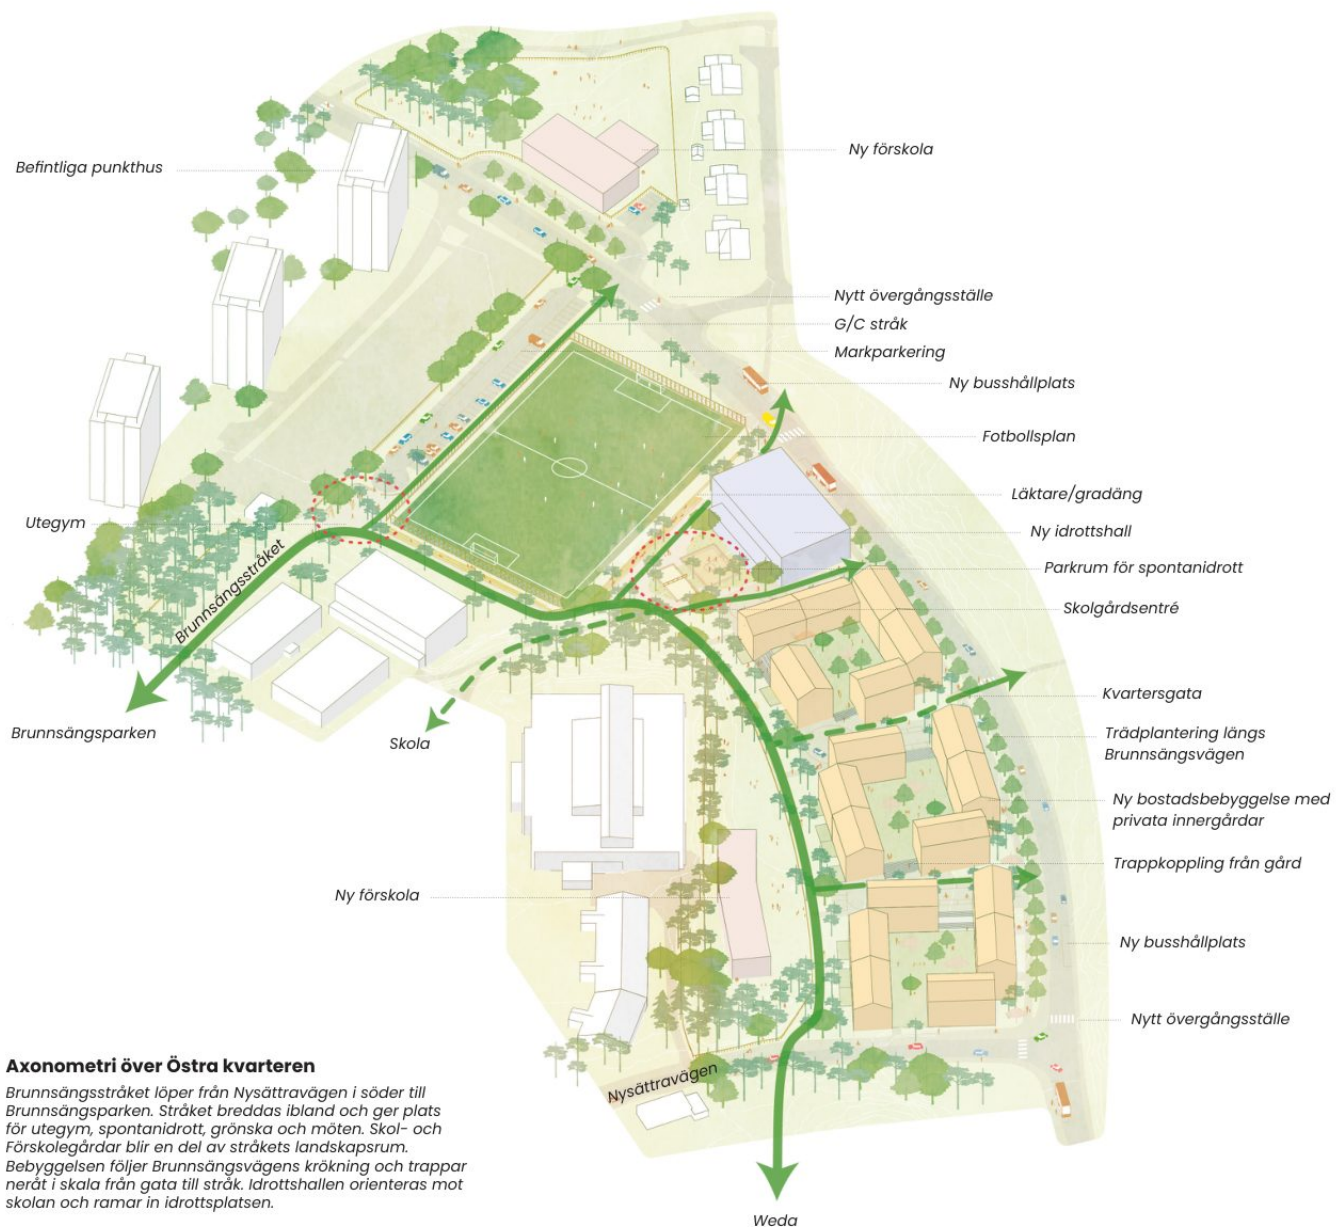 Ny förskola
Befintliga punkthus
Nytt övergångsställe
G/C stråk
Markparkering
Ny busshållplats
Fotbollsplan
Läktare/gradäng
Utegym
Ny idrottshall
Brunnsängsstråket
Parkrum för spontanidrott
Skolgårdsentré
Kvartersgata
Brunnsängsparken
Skola
Trädplantering längs
Brunnsängsvägen
Ny bostadsbebyggelse med
privata innergårdar
Trappkoppling från gård
Ny förskola
Ny busshållplats
Nytt övergångsställe
Nysättravägen
Axonometri över Östra kvarteren
Brunnsängsstråket löper från Nysättravägen i söder till
Brunnsängsparken. Stråket breddas ibland och ger plats
för utegym, spontanidrott, grönska och möten. Skol- och
Förskolegårdar blir en del av stråkets landskapsrum.
Bebyggelsen följer Brunnsängsvägens krökning och trappar
neråt i skala från gata till stråk. Idrottshallen orienteras mot
skolan och ramar in idrottsplatsen.
Weda